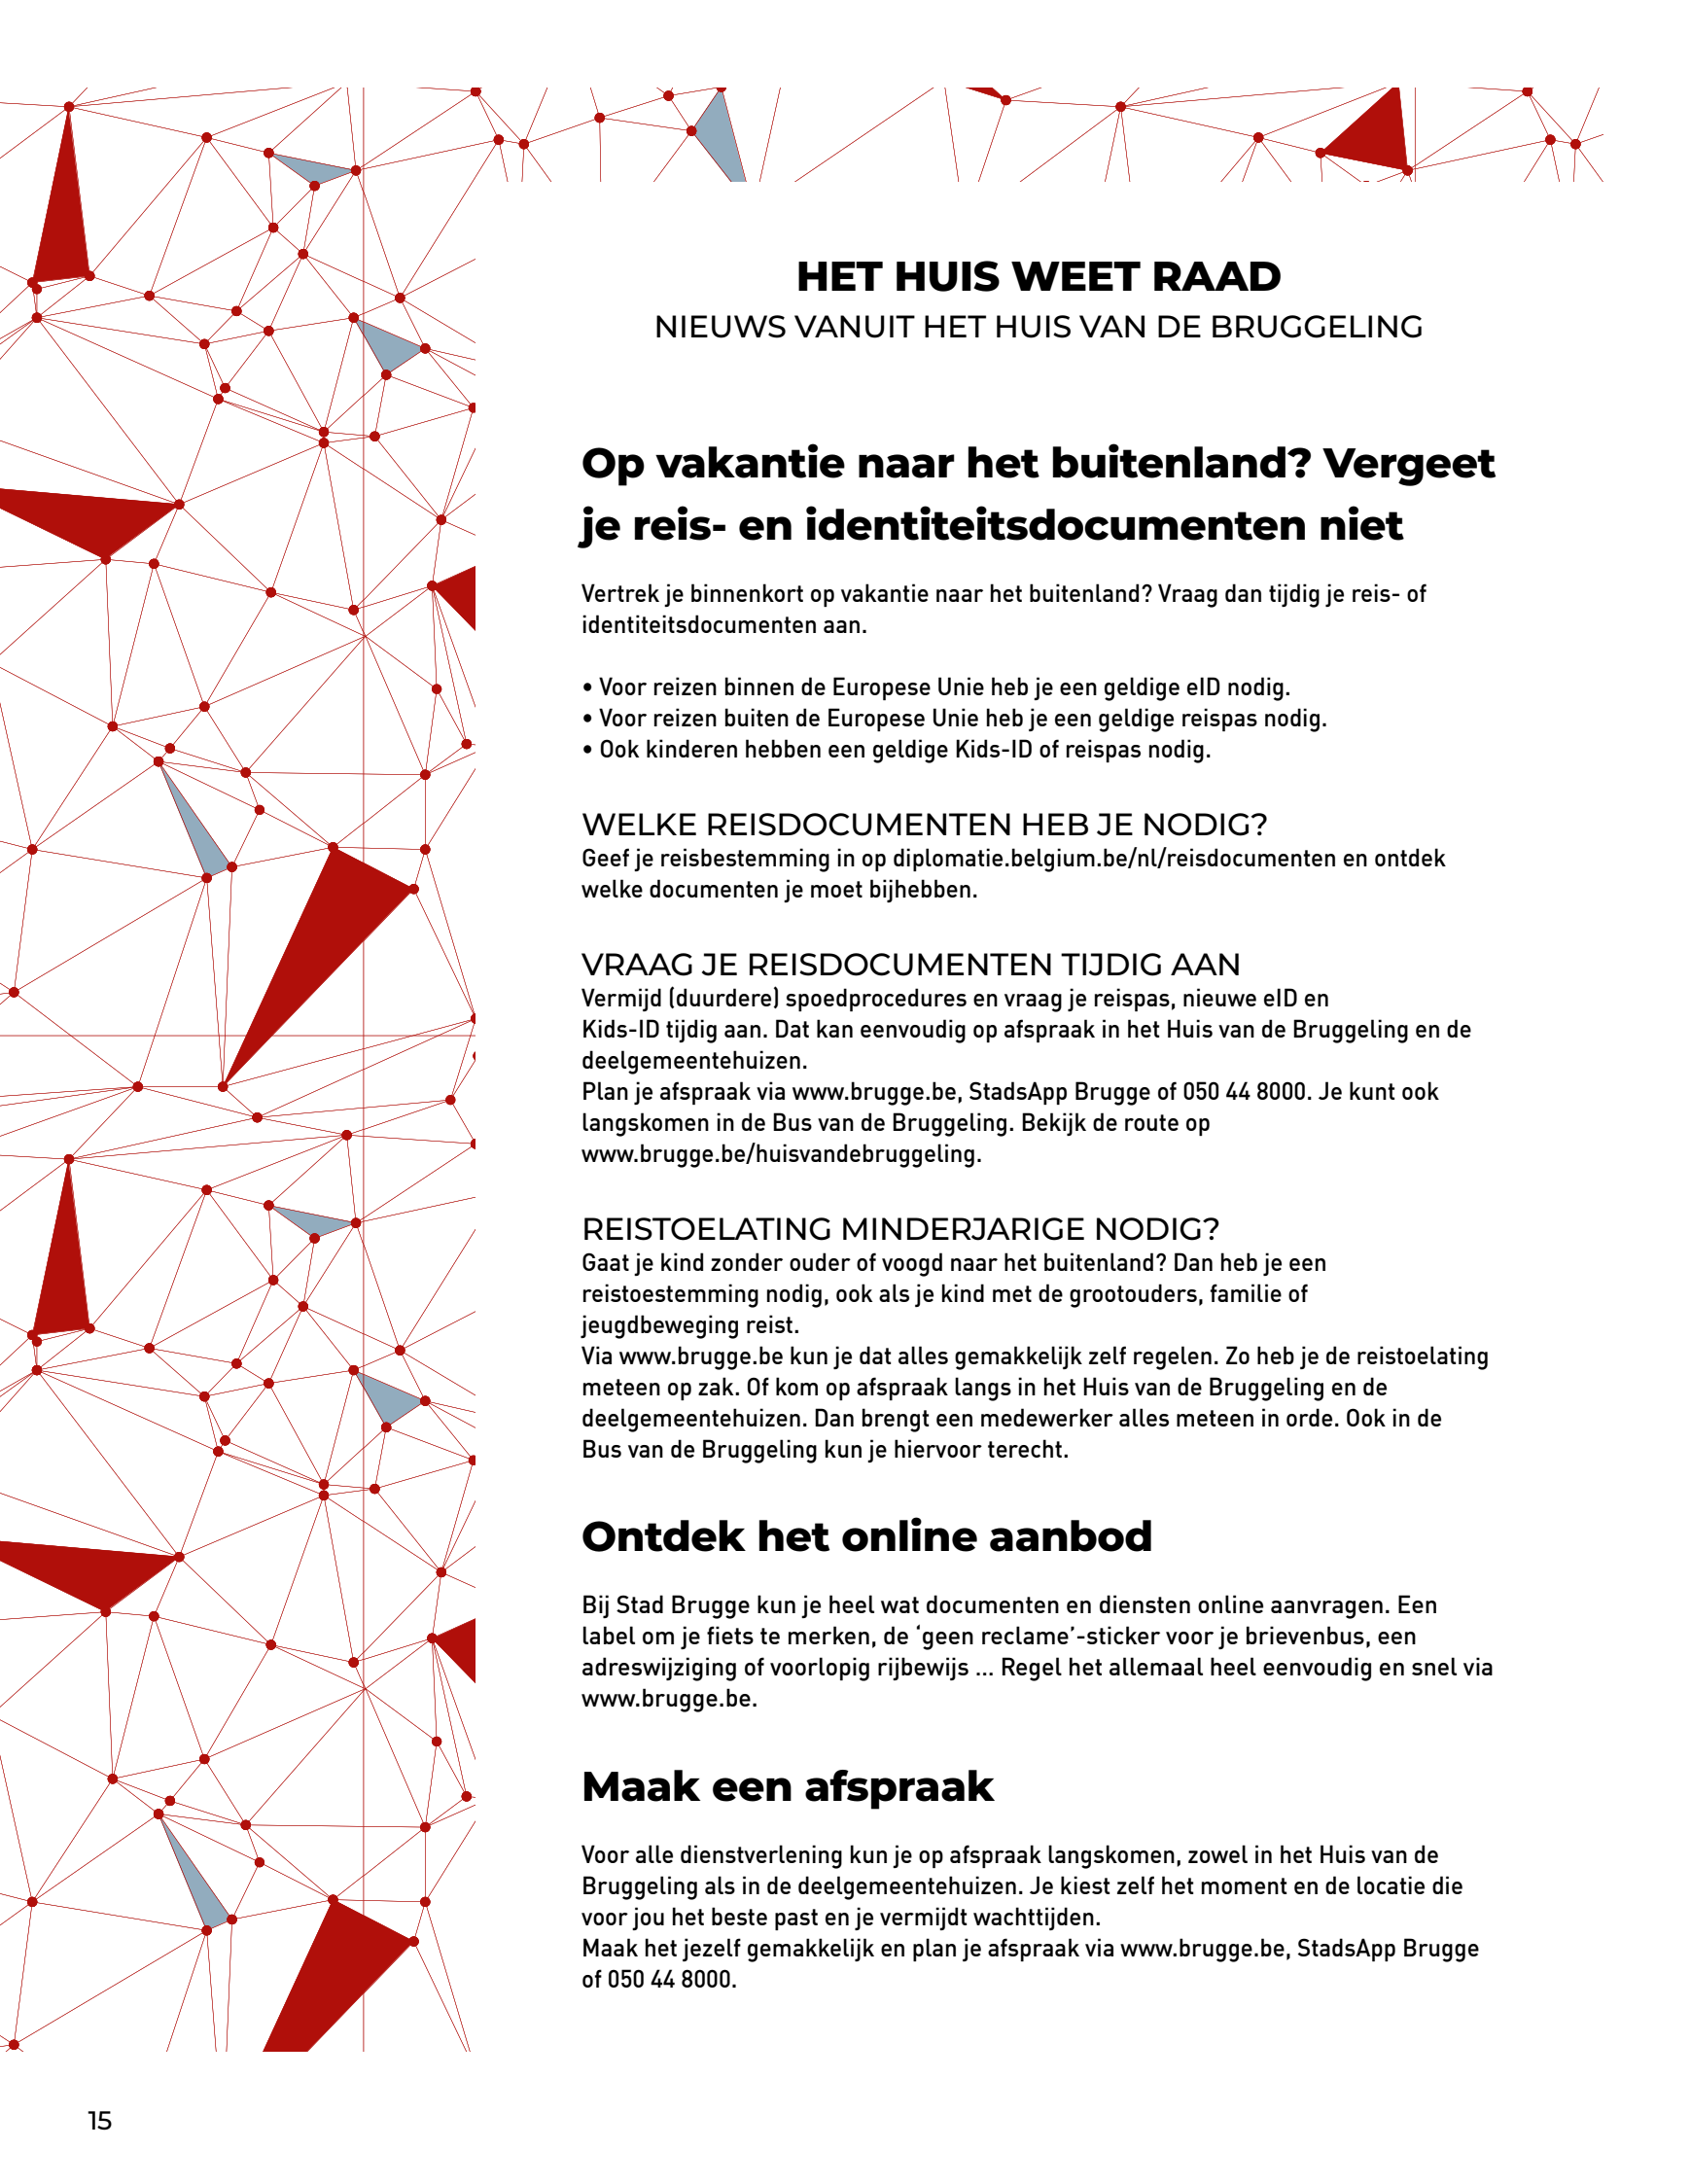 HET HUIS WEET RAAD
NIEUWS VANUIT HET HUIS VAN DE BRUGGELING
Op vakantie naar het buitenland? Vergeet
je reis- en identiteitsdocumenten niet
Vertrek je binnenkort op vakantie naar het buitenland? Vraag dan tijdig je reis- of
identiteitsdocumenten aan.
• Voor reizen binnen de Europese Unie heb je een geldige eID nodig.
• Voor reizen buiten de Europese Unie heb je een geldige reispas nodig.
• Ook kinderen hebben een geldige Kids-ID of reispas nodig.
WELKE REISDOCUMENTEN HEB JE NODIG?
Geef je reisbestemming in op diplomatie.belgium.be/nl/reisdocumenten en ontdek
welke documenten je moet bijhebben.
VRAAG JE REISDOCUMENTEN TIJDIG AAN
Vermijd (duurdere) spoedprocedures en vraag je reispas, nieuwe eID en
Kids-ID tijdig aan. Dat kan eenvoudig op afspraak in het Huis van de Bruggeling en de
deelgemeentehuizen.
Plan je afspraak via www.brugge.be, StadsApp Brugge of 050 44 8000. Je kunt ook
langskomen in de Bus van de Bruggeling. Bekijk de route op
www.brugge.be/huisvandebruggeling.
REISTOELATING MINDERJARIGE NODIG?
Gaat je kind zonder ouder of voogd naar het buitenland? Dan heb je een
reistoestemming nodig, ook als je kind met de grootouders, familie of
jeugdbeweging reist.
Via www.brugge.be kun je dat alles gemakkelijk zelf regelen. Zo heb je de reistoelating
meteen op zak. Of kom op afspraak langs in het Huis van de Bruggeling en de
deelgemeentehuizen. Dan brengt een medewerker alles meteen in orde. Ook in de
Bus van de Bruggeling kun je hiervoor terecht.
Ontdek het online aanbod
Bij Stad Brugge kun je heel wat documenten en diensten online aanvragen. Een
label om je fiets te merken, de ‘geen reclame’-sticker voor je brievenbus, een
adreswijziging of voorlopig rijbewijs ... Regel het allemaal heel eenvoudig en snel via
www.brugge.be.
Maak een afspraak
Voor alle dienstverlening kun je op afspraak langskomen, zowel in het Huis van de
Bruggeling als in de deelgemeentehuizen. Je kiest zelf het moment en de locatie die
voor jou het beste past en je vermijdt wachttijden.
Maak het jezelf gemakkelijk en plan je afspraak via www.brugge.be, StadsApp Brugge
of 050 44 8000.
15